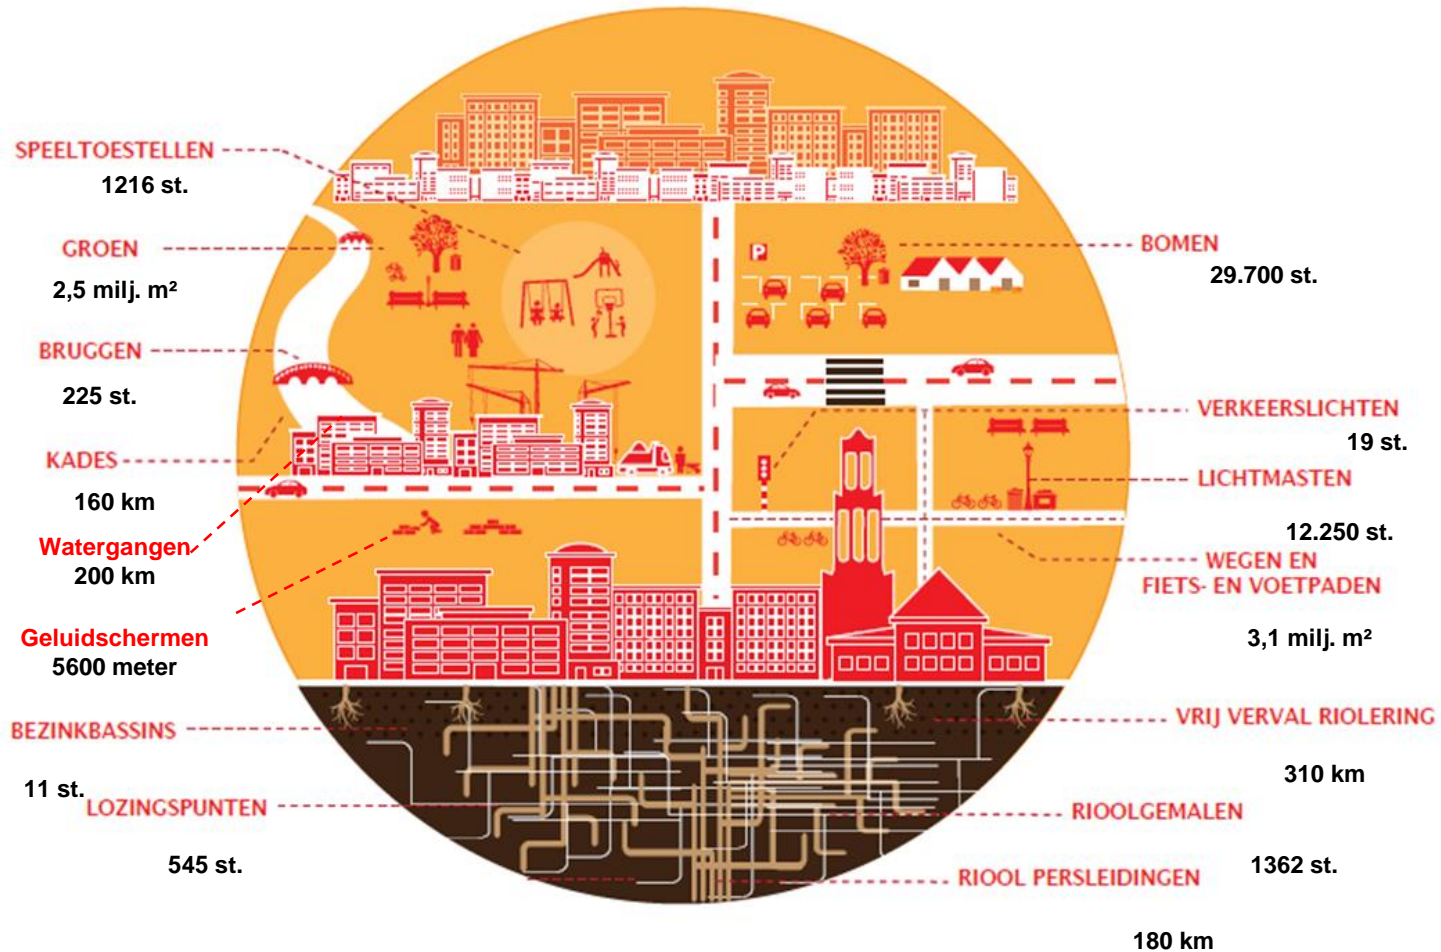 SPEELTOESTELLEN
1216 st.
GROEN
2,5 milj. m²
BRUGGEN
225 st.
KADES
160 km
Watergangen
200 km
Geluidschermen
5600 meter
BEZINKBASSINS
11 st.
LOZINGSPUNTEN
545 st.
P
BOMEN
29.700 st.
VERKEERSLICHTEN
19 st.
LICHTMASTEN
12.250 st.
WEGEN EN
FIETS- EN VOETPADEN
3,1 milj. m²
VRIJ VERVAL RIOLERING
310 km
RIOOLGEMALEN
1362 st.
RIOOL PERSLEIDINGEN
180 km